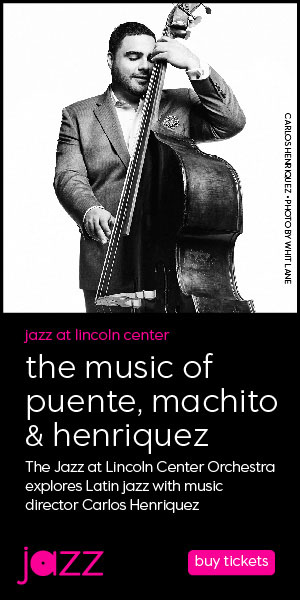 CARLOS HENRIQUEZ • PHOTO BY WHIT LANE
jazz at lincoln center
the music of
puente, machito
& henriquez
The Jazz at Lincoln Center Orchestra
explores Latin jazz with music
director Carlos Henriquez
jazz
buy tickets